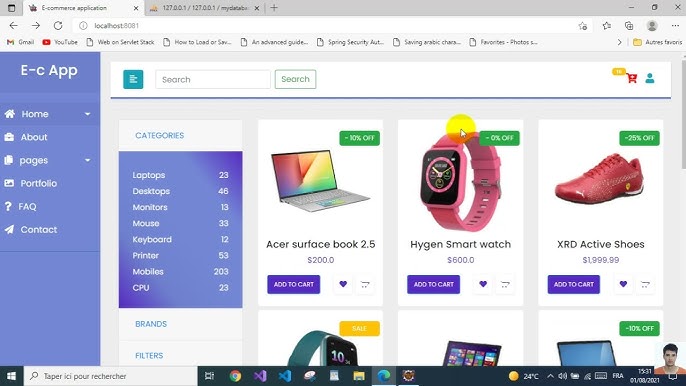 E-commerce application
127.0.0.1 / 127.0.0.1 / mydataba
localhost:8081
Gmail
YouTube
Web on Servlet Stack
How to Load or Sav...
An onlive guide...
Spring Security Aut...
Saving arabic chara...
Favorites - Photos s...
Autres favoris
E-c App
Home
About
pages
Portfolio
FAQ
Contact
Search
Search
CATEGORIES
Laptops 23
Desktops 46
Monitors 13
Mouse 33
Keyboard 12
Printer 53
Mobiles 203
CPU 23
BRANDS
FILTERS
- 10% OFF
Acer surface book 2.5
$200.0
ADD TO CART
- 0% OFF
Hygen Smart watch
$600.0
ADD TO CART
-25% OFF
XRD Active Shoes
$1,999.99
ADD TO CART
SALE
-10% OFF
Taper ici pour rechercher
24°C
FRA
15:31
01/08/2021